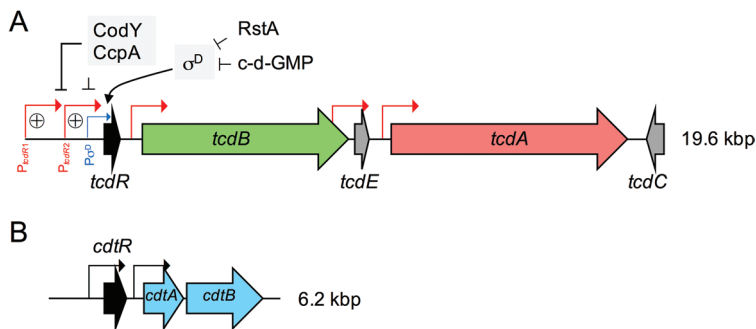 A
CodY
CcpA
RstA
σD
c-d-GMP
⊕
⊕
PtcdR1
PtcdR2
PσD
tcdR
tcdB
tcdE
tcdA
tcdC
19.6 kbp
B
cdtR
cdtA
cdtB
6.2 kbp